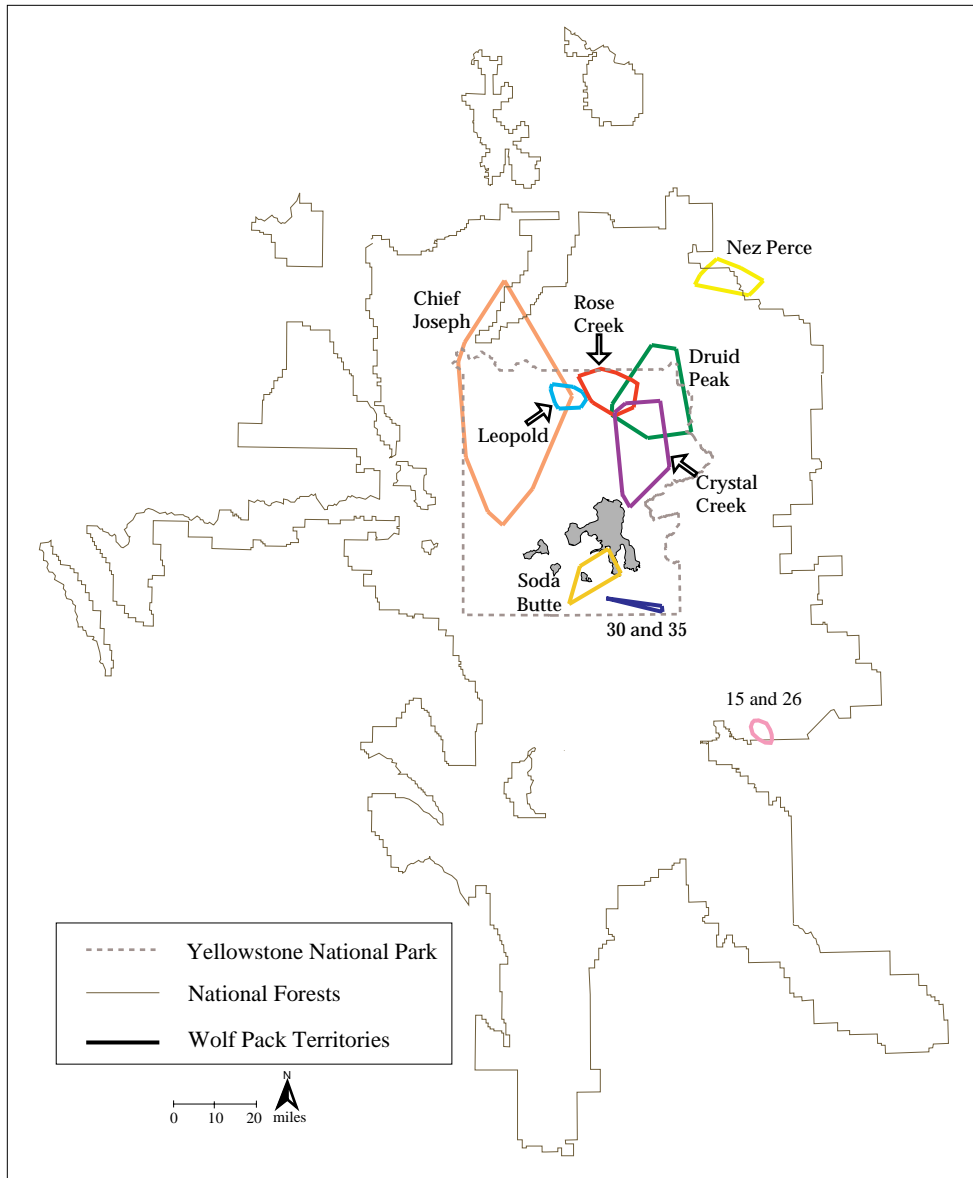 Nez Perce
Chief
Joseph
Rose
Creek
Druid
Peak
Leopold
Crystal
Creek
Soda
Butte
30 and 35
15 and 26
Yellowstone National Park
National Forests
Wolf Pack Territories
N
0 10 20 miles